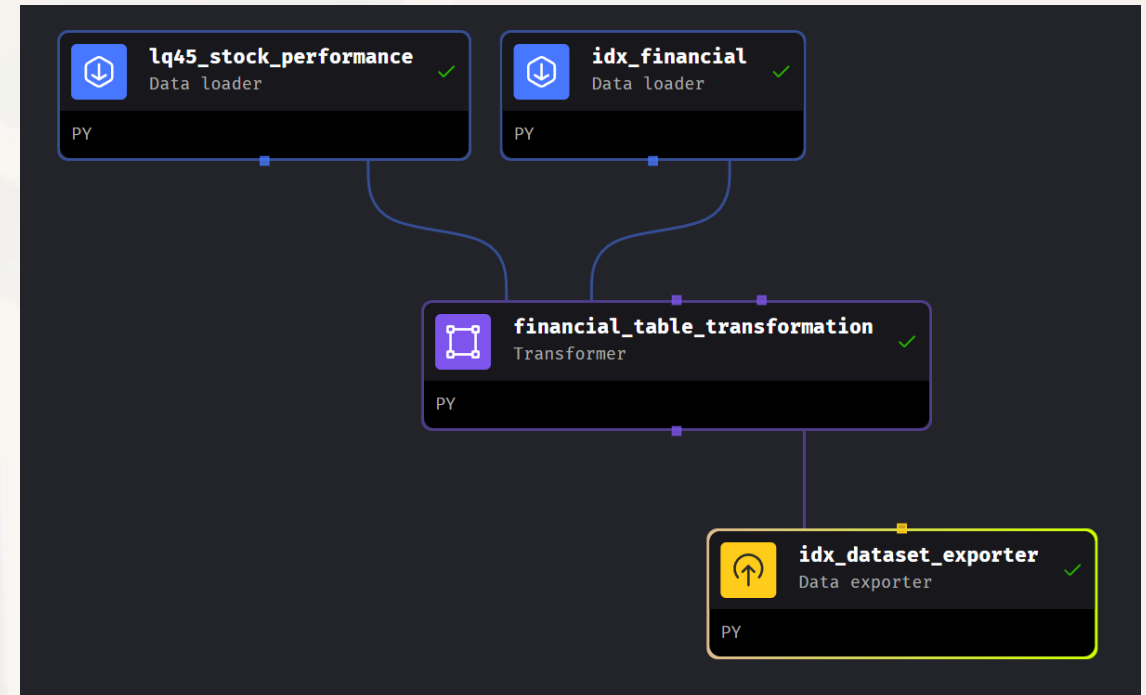 lq45_stock_performance
Data loader
PY
idx_financial
Data loader
PY
financial_table_transformation
Transformer
PY
idx_dataset_exporter
Data exporter
PY